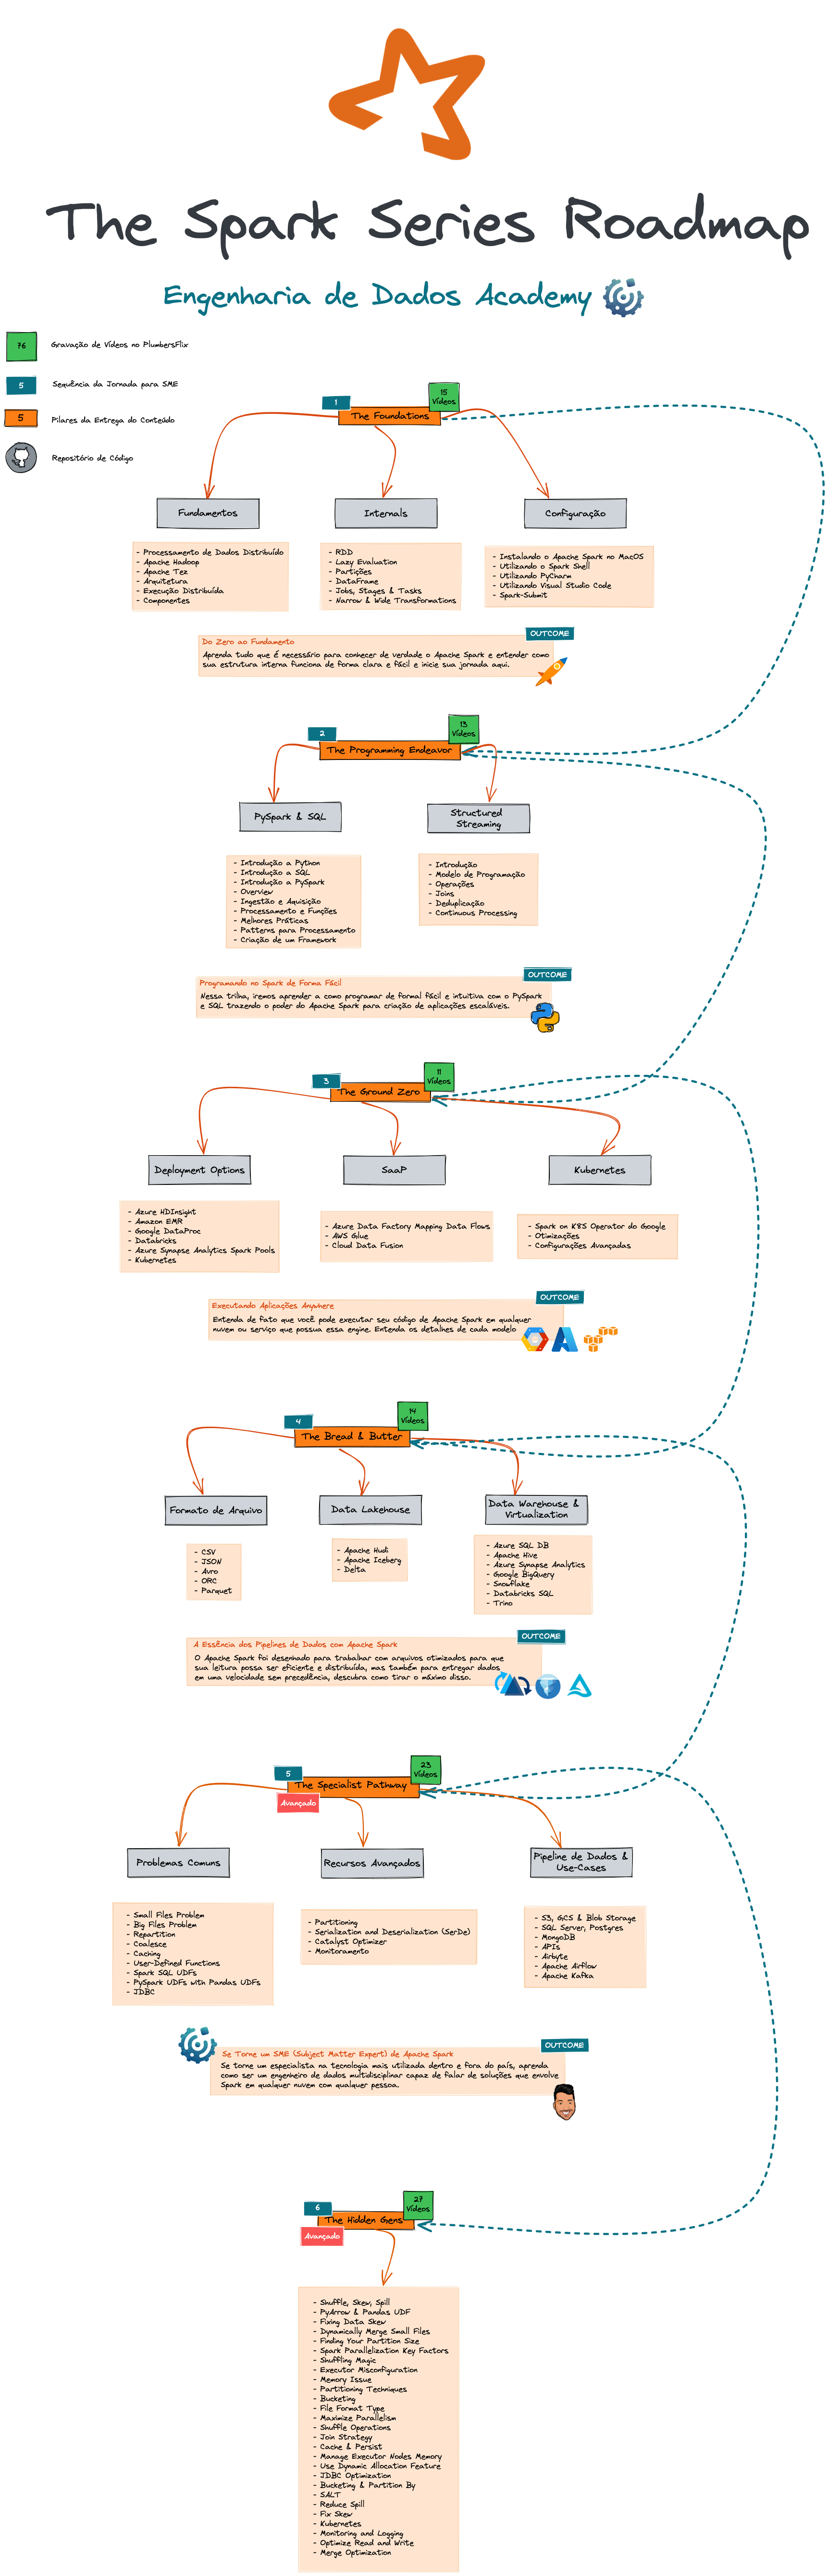 The Spark Series Roadmap
Engenharia de Dados Academy
76
Gravação de Vídeos no PlumbersFlix
5
Sequência da Jornada para SME
5
Pilares da Entrega do Conteúdo
Repositório de Código
1
15
Vídeos
The Foundations
Fundamentos
Internals
Configuração
- Processamento de Dados Distribuído
- Apache Hadoop
- Apache Tez
- Arquitetura
- Execução Distribuída
- Componentes
- RDD
- Lazy Evaluation
- Partições
- DataFrame
- Jobs, Stages & Tasks
- Narrow & Wide Transformations
- Instalando o Apache Spark no MacOS
- Utilizando o Spark Shell
- Utilizando PyCharm
- Utilizando Visual Studio Code
- Spark-Submit
OUTCOME
Do Zero ao Fundamento
Aprenda tudo que é necessário para conhecer de verdade o Apache Spark e entender como
sua estrutura interna funciona de forma clara e fácil e inicie sua jornada aqui.
2
13
Vídeos
The Programming Endeavor
PySpark & SQL
Structured
Streaming
- Introdução a Python
- Introdução a SQL
- Introdução a PySpark
- Overview
- Ingestão e Aquisição
- Processamento e Funções
- Melhores Práticas
- Patterns para Processamento
- Criação de um Framework
- Introdução
- Modelo de Programação
- Operações
- Joins
- Deduplicação
- Continuous Processing
OUTCOME
Programando no Spark de Forma Fácil
Nessa trilha, iremos aprender a como programar de formal fácil e intuitiva com o PySpark
e SQL trazendo o poder do Apache Spark para criação de aplicações escaláveis.
3
11
Vídeos
The Ground Zero
Deployment Options
SaaP
Kubernetes
- Azure HDInsight
- Amazon EMR
- Google DataProc
- Databricks
- Azure Synapse Analytics Spark Pools
- Kubernetes
- Azure Data Factory Mapping Data Flows
- AWS Glue
- Cloud Data Fusion
- Spark on K8S Operator do Google
- Otimizações
- Configurações Avançadas
OUTCOME
Executando Aplicações Anywhere
Entenda de fato que você pode executar seu código de Apache Spark em qualquer
nuvem ou serviço que possua essa engine. Entenda os detalhes de cada modelo
4
14
Vídeos
The Bread & Butter
Formato de Arquivo
Data Lakehouse
Data Warehouse &
Virtualization
- CSV
- JSON
- Avro
- ORC
- Parquet
- Apache Hudi
- Apache Iceberg
- Delta
- Azure SQL DB
- Apache Hive
- Azure Synapse Analytics
- Google BigQuery
- Snowflake
- Databricks SQL
- Trino
OUTCOME
A Essência dos Pipelines de Dados com Apache Spark
O Apache Spark foi desenhado para trabalhar com arquivos otimizados para que
sua leitura possa ser eficiente e distribuída, mas também para entregar dados
em uma velocidade sem precedência, descubra como tirar o máximo disso.
5
23
Vídeos
The Specialist Pathway
Avançado
Problemas Comuns
Recursos Avançados
Pipeline de Dados &
Use-Cases
- Small Files Problem
- Big Files Problem
- Repartition
- Coalesce
- Caching
- User-Defined Functions
- Spark SQL UDFs
- PySpark UDFs with Pandas UDFs
- JDBC
- Partitioning
- Serialization and Deserialization (SerDe)
- Catalyst Optimizer
- Monitoramento
- S3, GCS & Blob Storage
- SQL Server, Postgres
- MongoDB
- APIs
- Airbyte
- Apache Airflow
- Apache Kafka
OUTCOME
Se Torne um SME (Subject Matter Expert) de Apache Spark
Se torne um especialista na tecnologia mais utilizada dentro e fora do país, aprenda
como ser um engenheiro de dados multidisciplinar capaz de falar de soluções que envolve
Spark em qualquer nuvem com qualquer pessoa.
6
27
Vídeos
The Hidden Gens
Avançado
- Shuffle, Skew, Spill
- PyArrow & Pandas UDF
- Fixing Data Skew
- Dynamically Merge Small Files
- Finding Your Partition Size
- Spark Parallelization Key Factors
- Shuffling Magic
- Executor Misconfiguration
- Memory Issue
- Partitioning Techniques
- Bucketing
- File Format Type
- Maximize Parallelism
- Shuffle Operations
- Join Strategy
- Cache & Persist
- Manage Executor Nodes Memory
- Use Dynamic Allocation Feature
- JDBC Optimization
- Bucketing & Partition By
- SALT
- Reduce Spill
- Fix Skew
- Kubernetes
- Monitoring and Logging
- Optimize Read and Write
- Merge Optimization